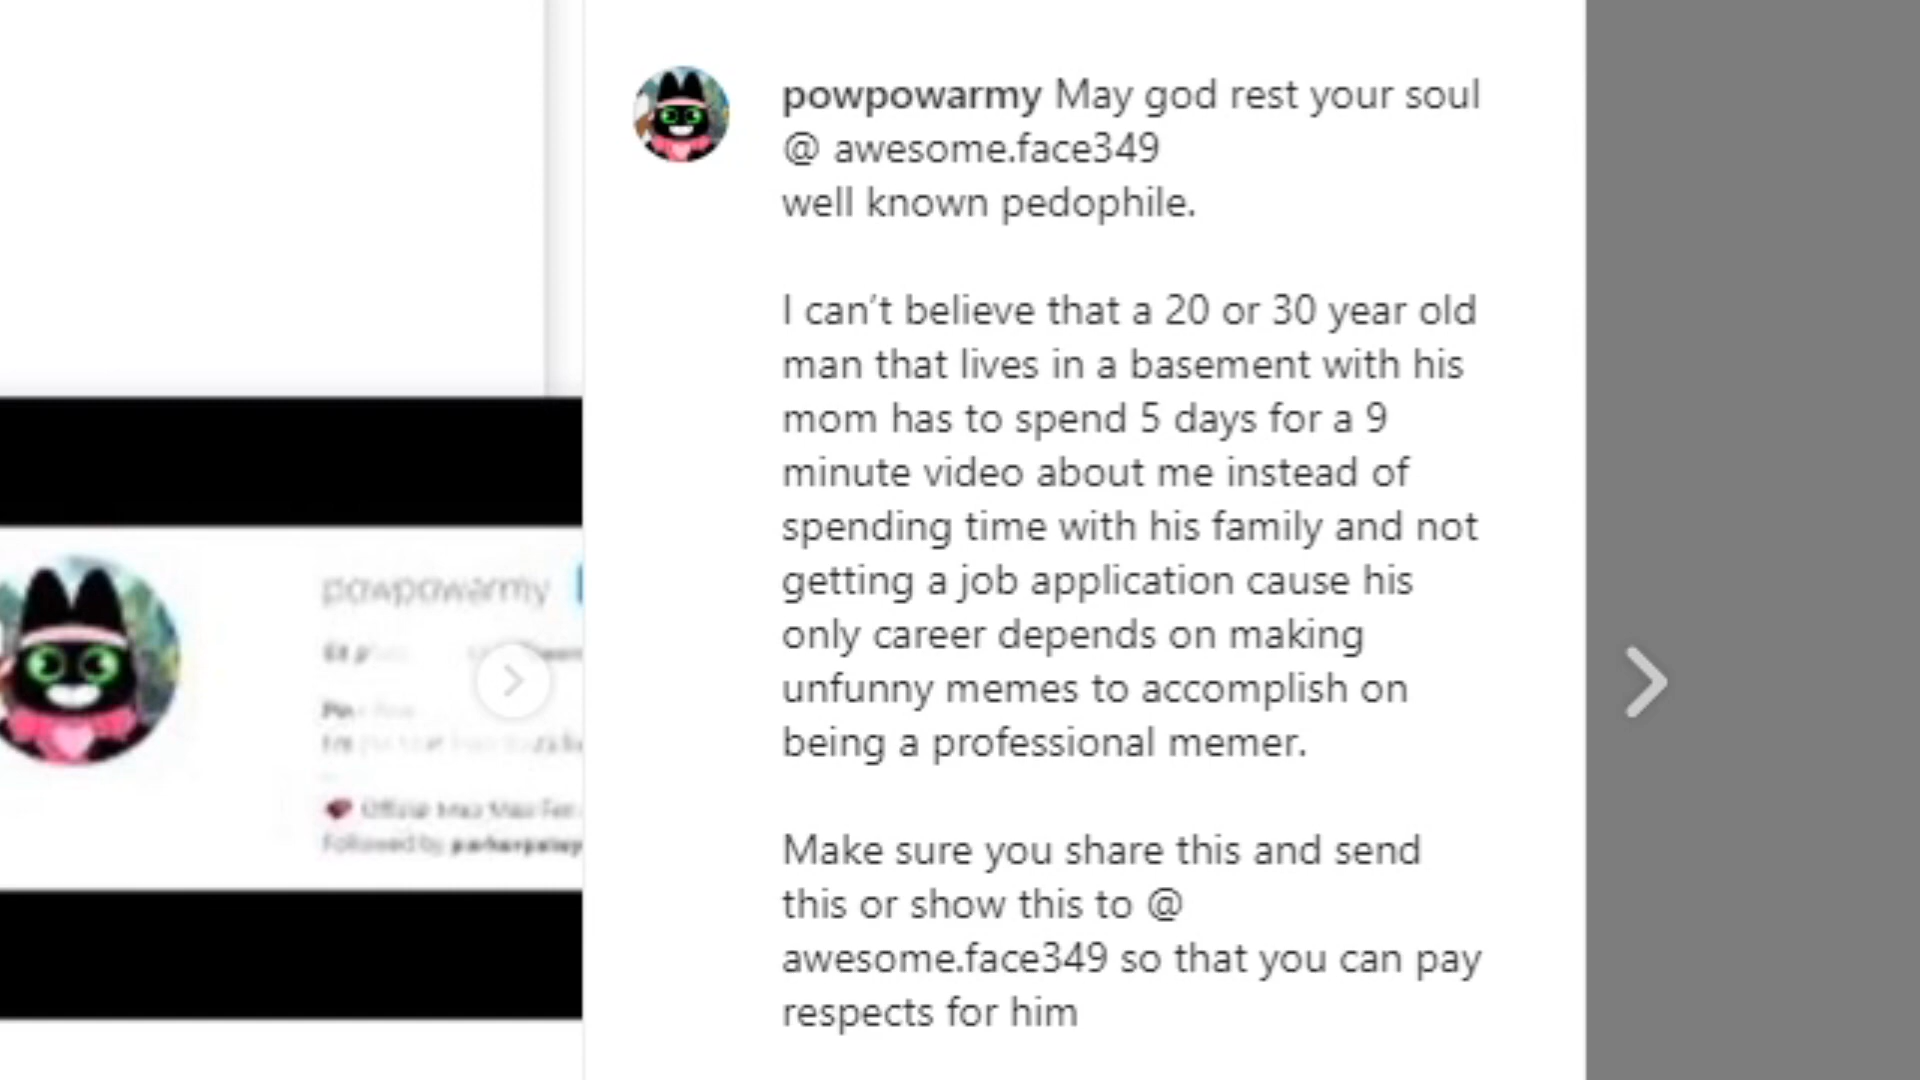 powpowarmy May god rest your soul
@ awesome.face349
well known pedophile.
I can't believe that a 20 or 30 year old
man that lives in a basement with his
mom has to spend 5 days for a 9
minute video about me instead of
spending time with his family and not
getting a job application cause his
only career depends on making
unfunny memes to accomplish on
being a professional memer.
Make sure you share this and send
this or show this to @
awesome.face349 so that you can pay
respects for him
powpowarmy
Followed by